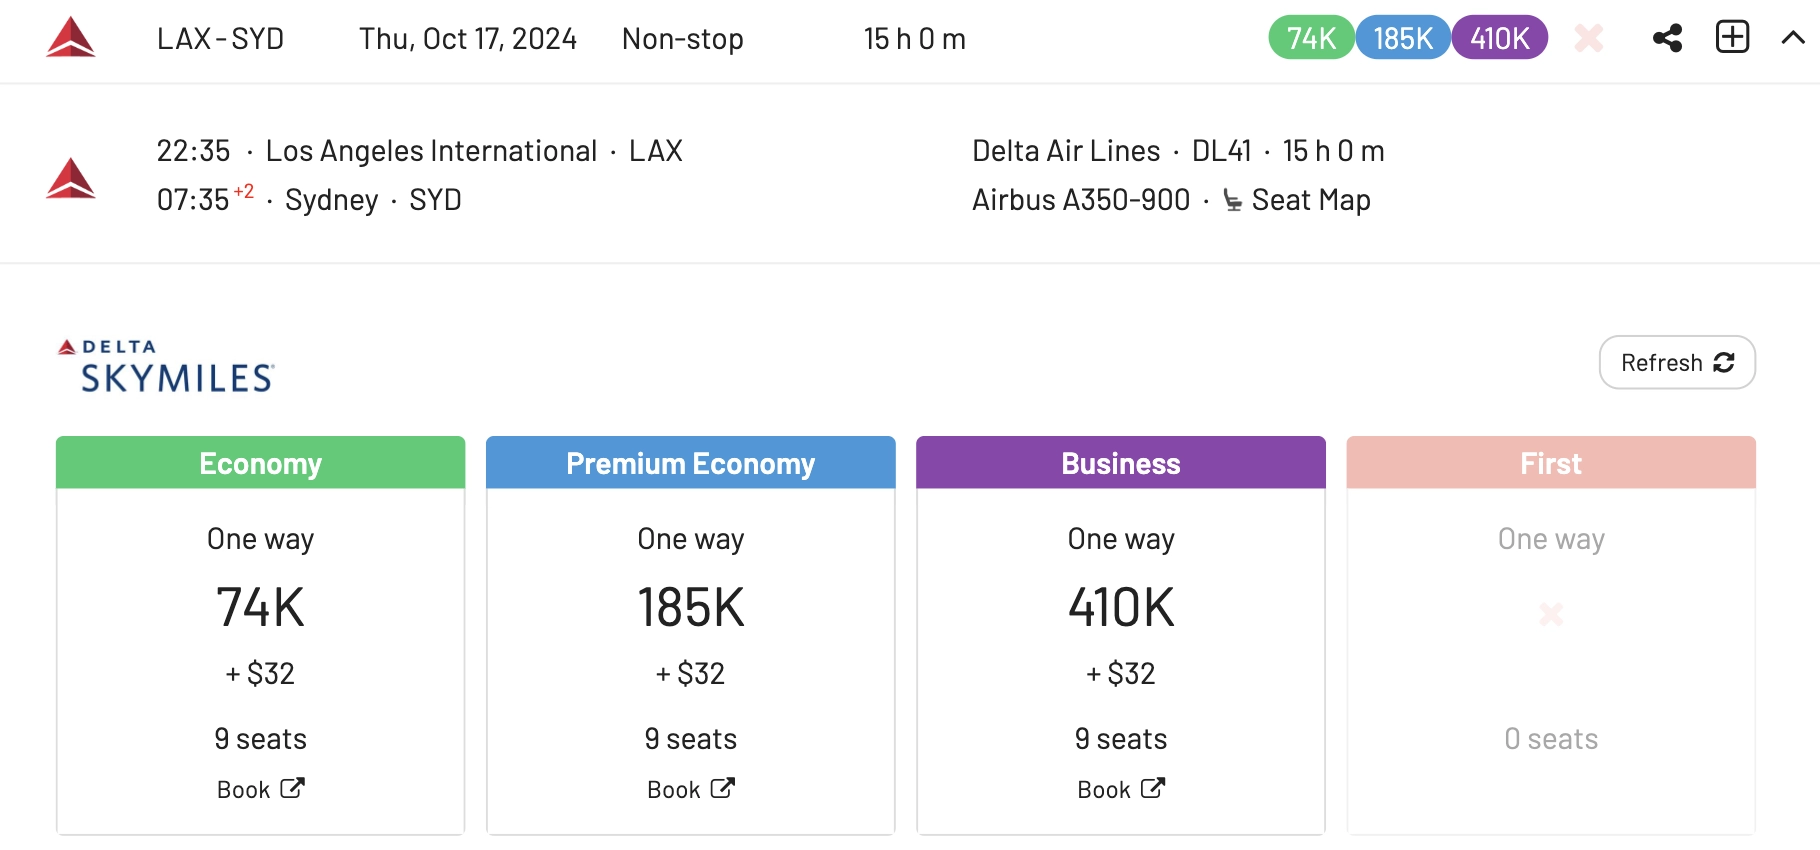 LAX-SYD Thu, Oct 17, 2024 Non-stop 15 h 0 m 74K 185K 410K
22:35 · Los Angeles International · LAX
07:35 +2 · Sydney · SYD
Delta Air Lines · DL41 · 15 h 0 m
Airbus A350-900 · Seat Map
DELTA
SKYMILES
Refresh
Economy
One way
74K
+ $32
9 seats
Book
Premium Economy
One way
185K
+ $32
9 seats
Book
Business
One way
410K
+ $32
9 seats
Book
First
One way
0 seats